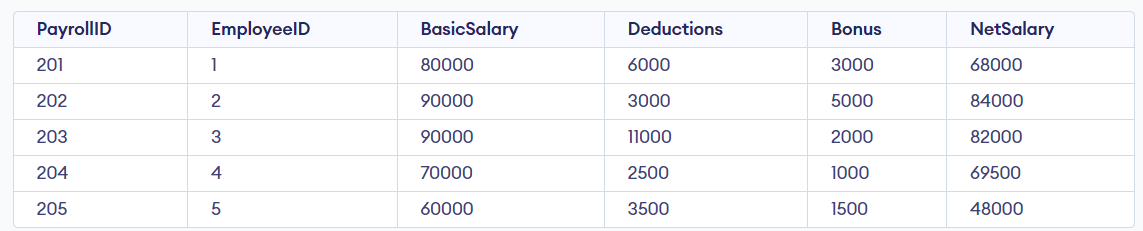 PayrollID EmployeeID BasicSalary Deductions Bonus NetSalary
201 1 80000 6000 3000 68000
202 2 90000 3000 5000 84000
203 3 90000 11000 2000 82000
204 4 70000 2500 1000 69500
205 5 60000 3500 1500 48000